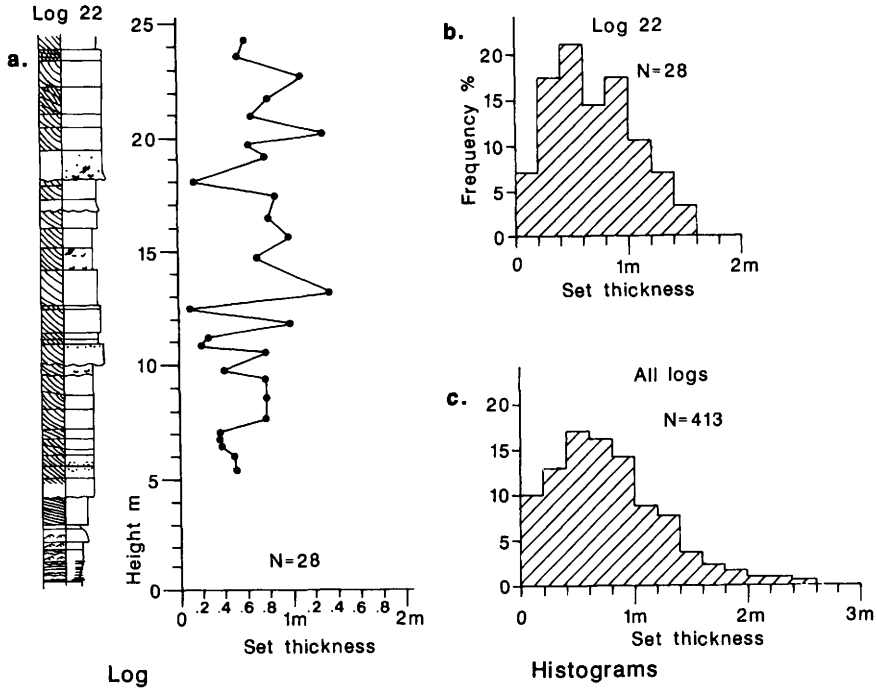 Log 22
a.
25
20
15
10
5
0
Height m
N=28
0 .2 .4 .6 .8 1m .2 .4 .6 .8 2m
Set thickness
Log
b.
Log 22
N=28
Frequency %
20
15
10
5
0
0 1m 2m
Set thickness
c.
All logs
N=413
20
15
10
5
0
0 1m 2m 3m
Set thickness
Histograms